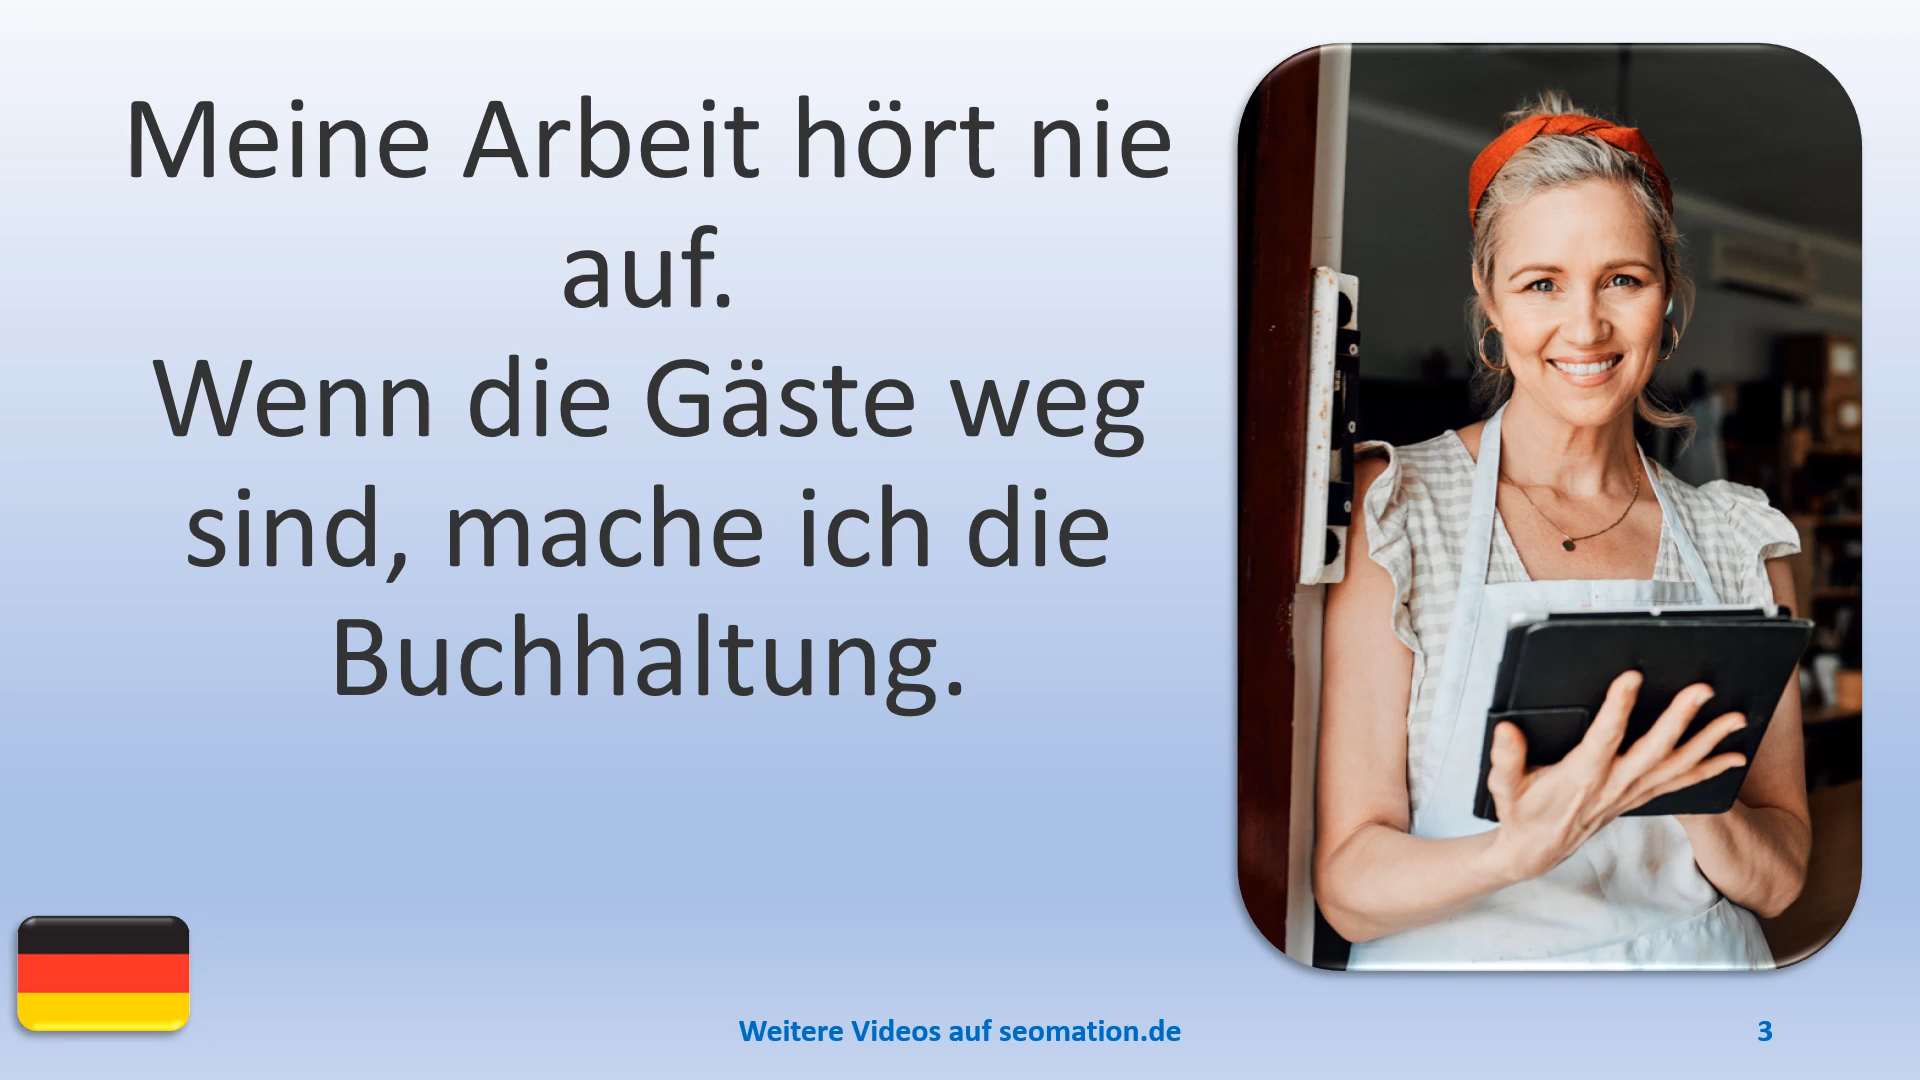 Meine Arbeit hört nie
auf.
Wenn die Gäste weg
sind, mache ich die
Buchhaltung.
Weitere Videos auf seomation.de
3